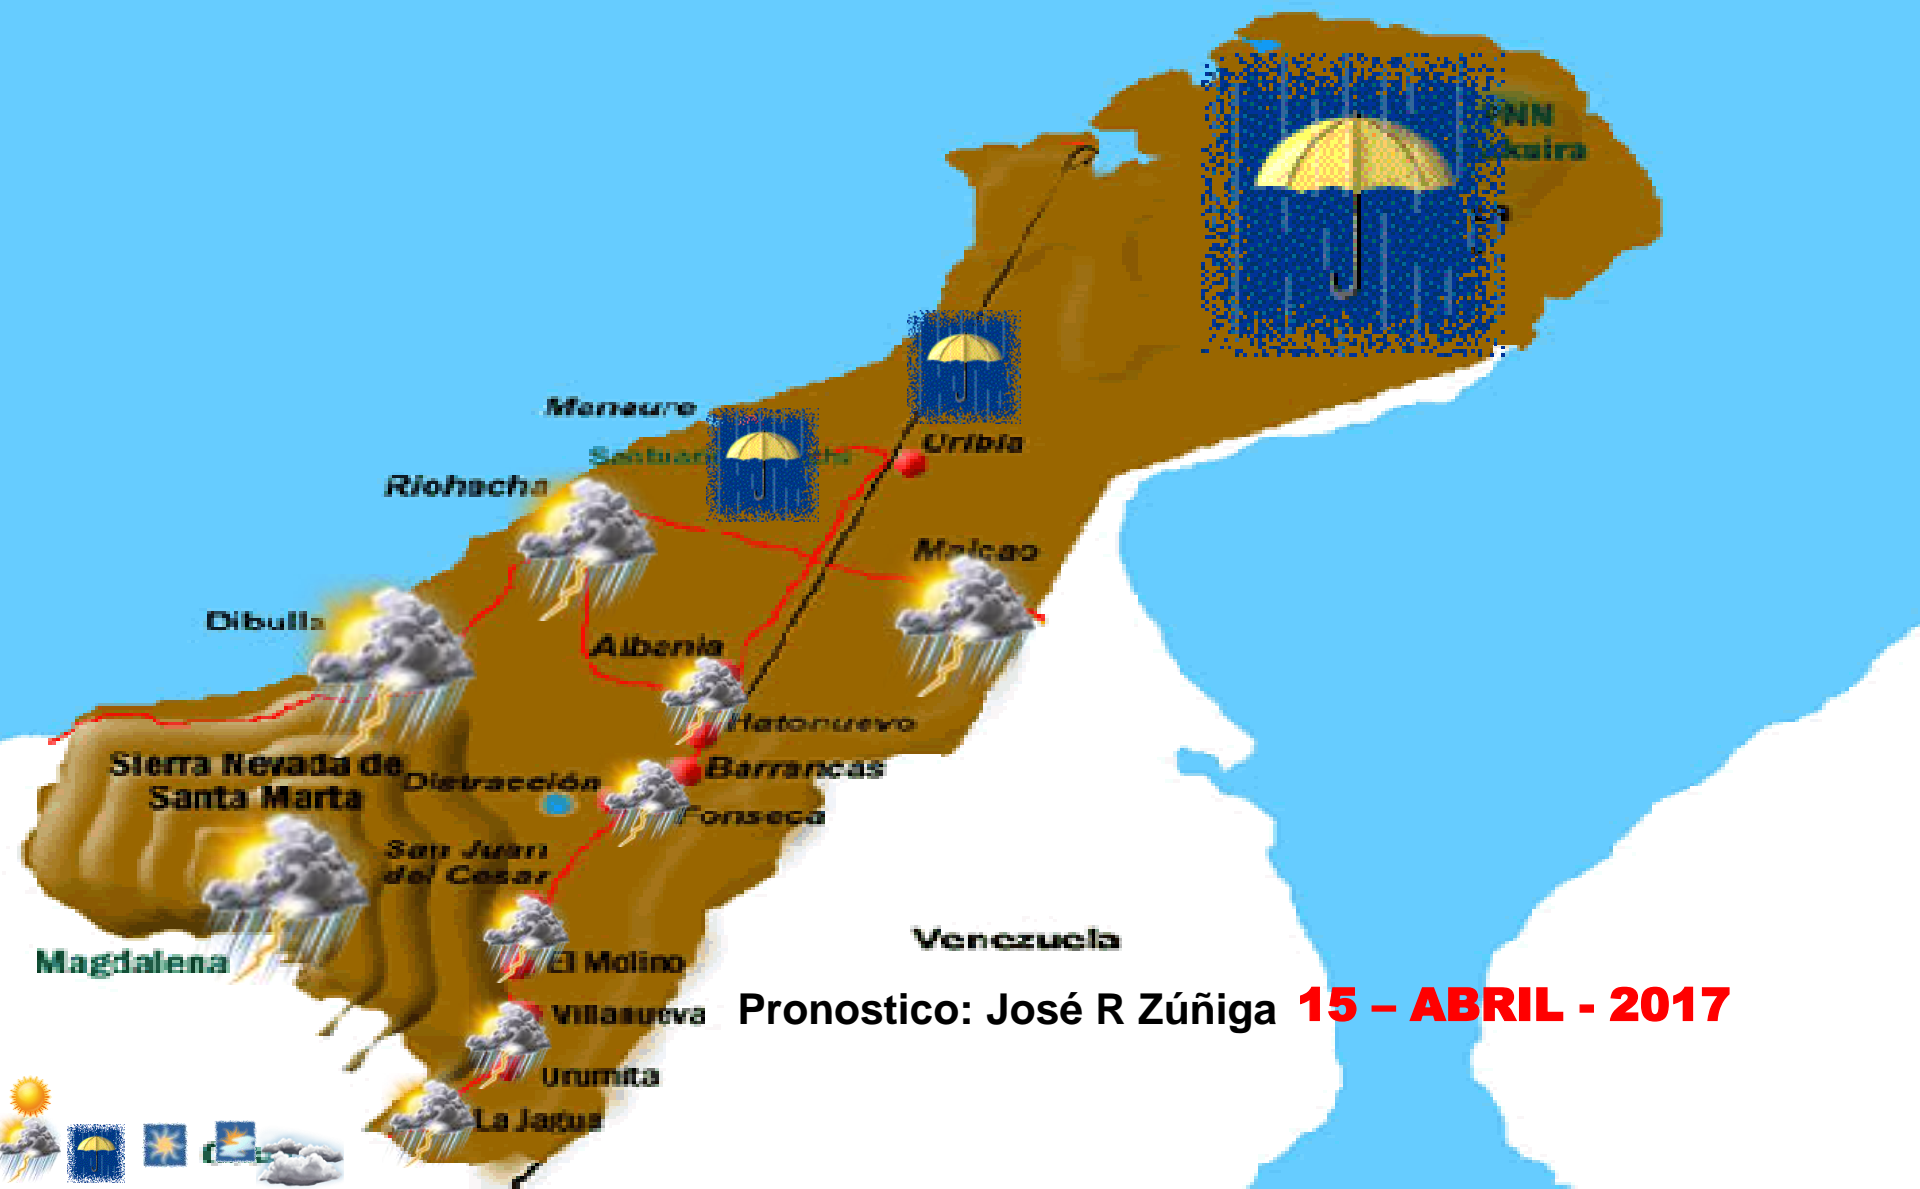 Manaure
Uribia
Riohacha
Maicao
Dibulla
Albania
Hatonuevo
Sierra Nevada de
Santa Marta
Distracción
Barrancas
Fonseca
San Juan
del Cesar
Venezuela
Magdalena
El Molino
Pronostico: José R Zúñiga 15 – ABRIL - 2017
Villanueva
Urumita
La Jagua